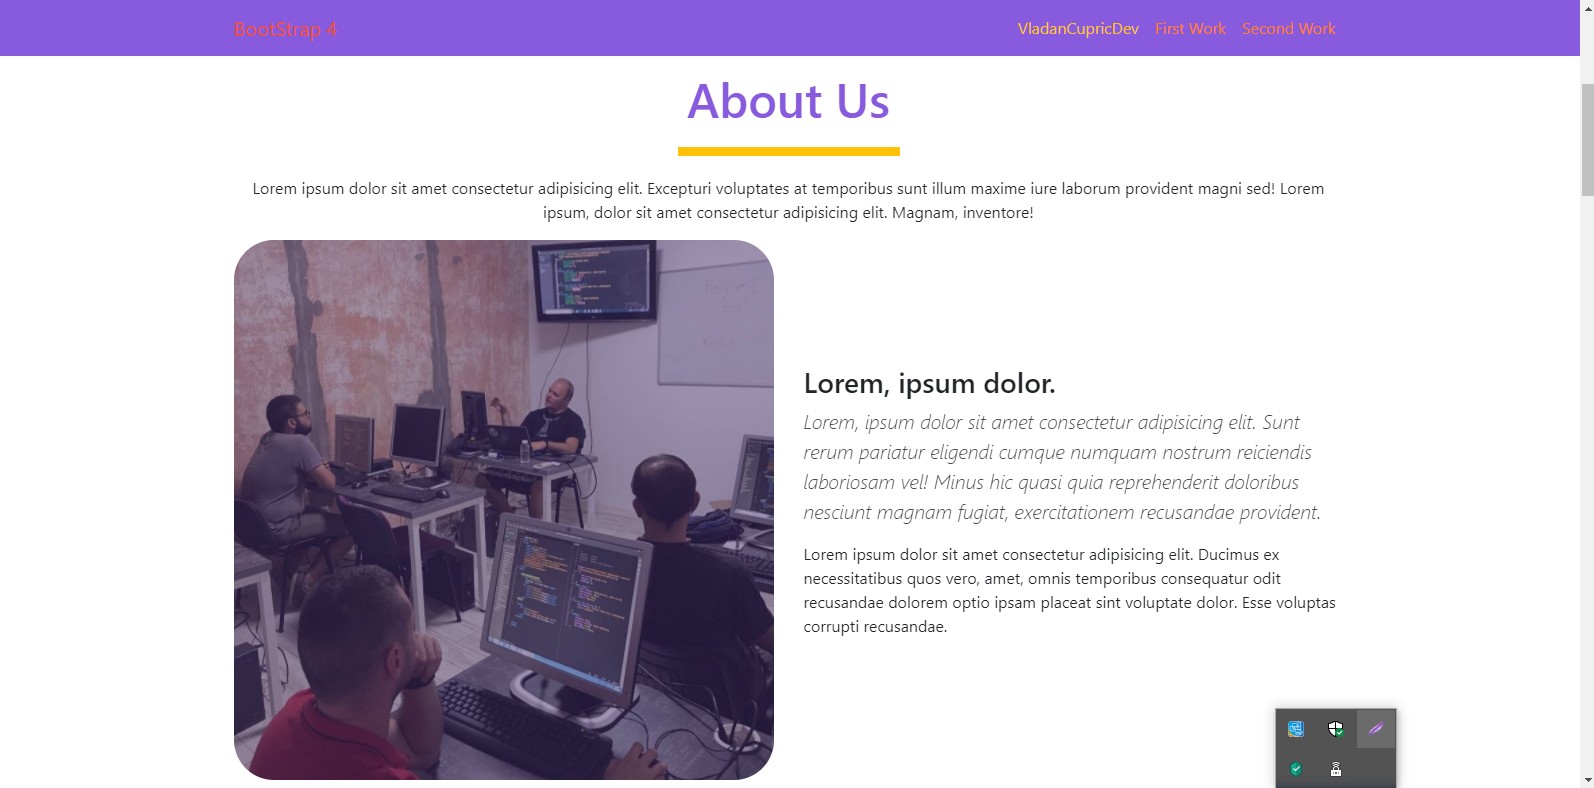 BootStrap 4
VladanCupricDev First Work Second Work
About Us
Lorem ipsum dolor sit amet consectetur adipisicing elit. Excepturi voluptates at temporibus sunt illum maxime iure laborum provident magni sed! Lorem
ipsum, dolor sit amet consectetur adipisicing elit. Magnam, inventore!
Lorem, ipsum dolor.
Lorem, ipsum dolor sit amet consectetur adipisicing elit. Sunt
rerum pariatur eligendi cumque numquam nostrum reiciendis
laboriosam vel! Minus hic quasi quia reprehenderit doloribus
nesciunt magnam fugiat, exercitationem recusandae provident.
Lorem ipsum dolor sit amet consectetur adipisicing elit. Ducimus ex
necessitatibus quos vero, amet, omnis temporibus consequatur odit
recusandae dolorem optio ipsam placeat sint voluptate dolor. Esse voluptas
corrupti recusandae.